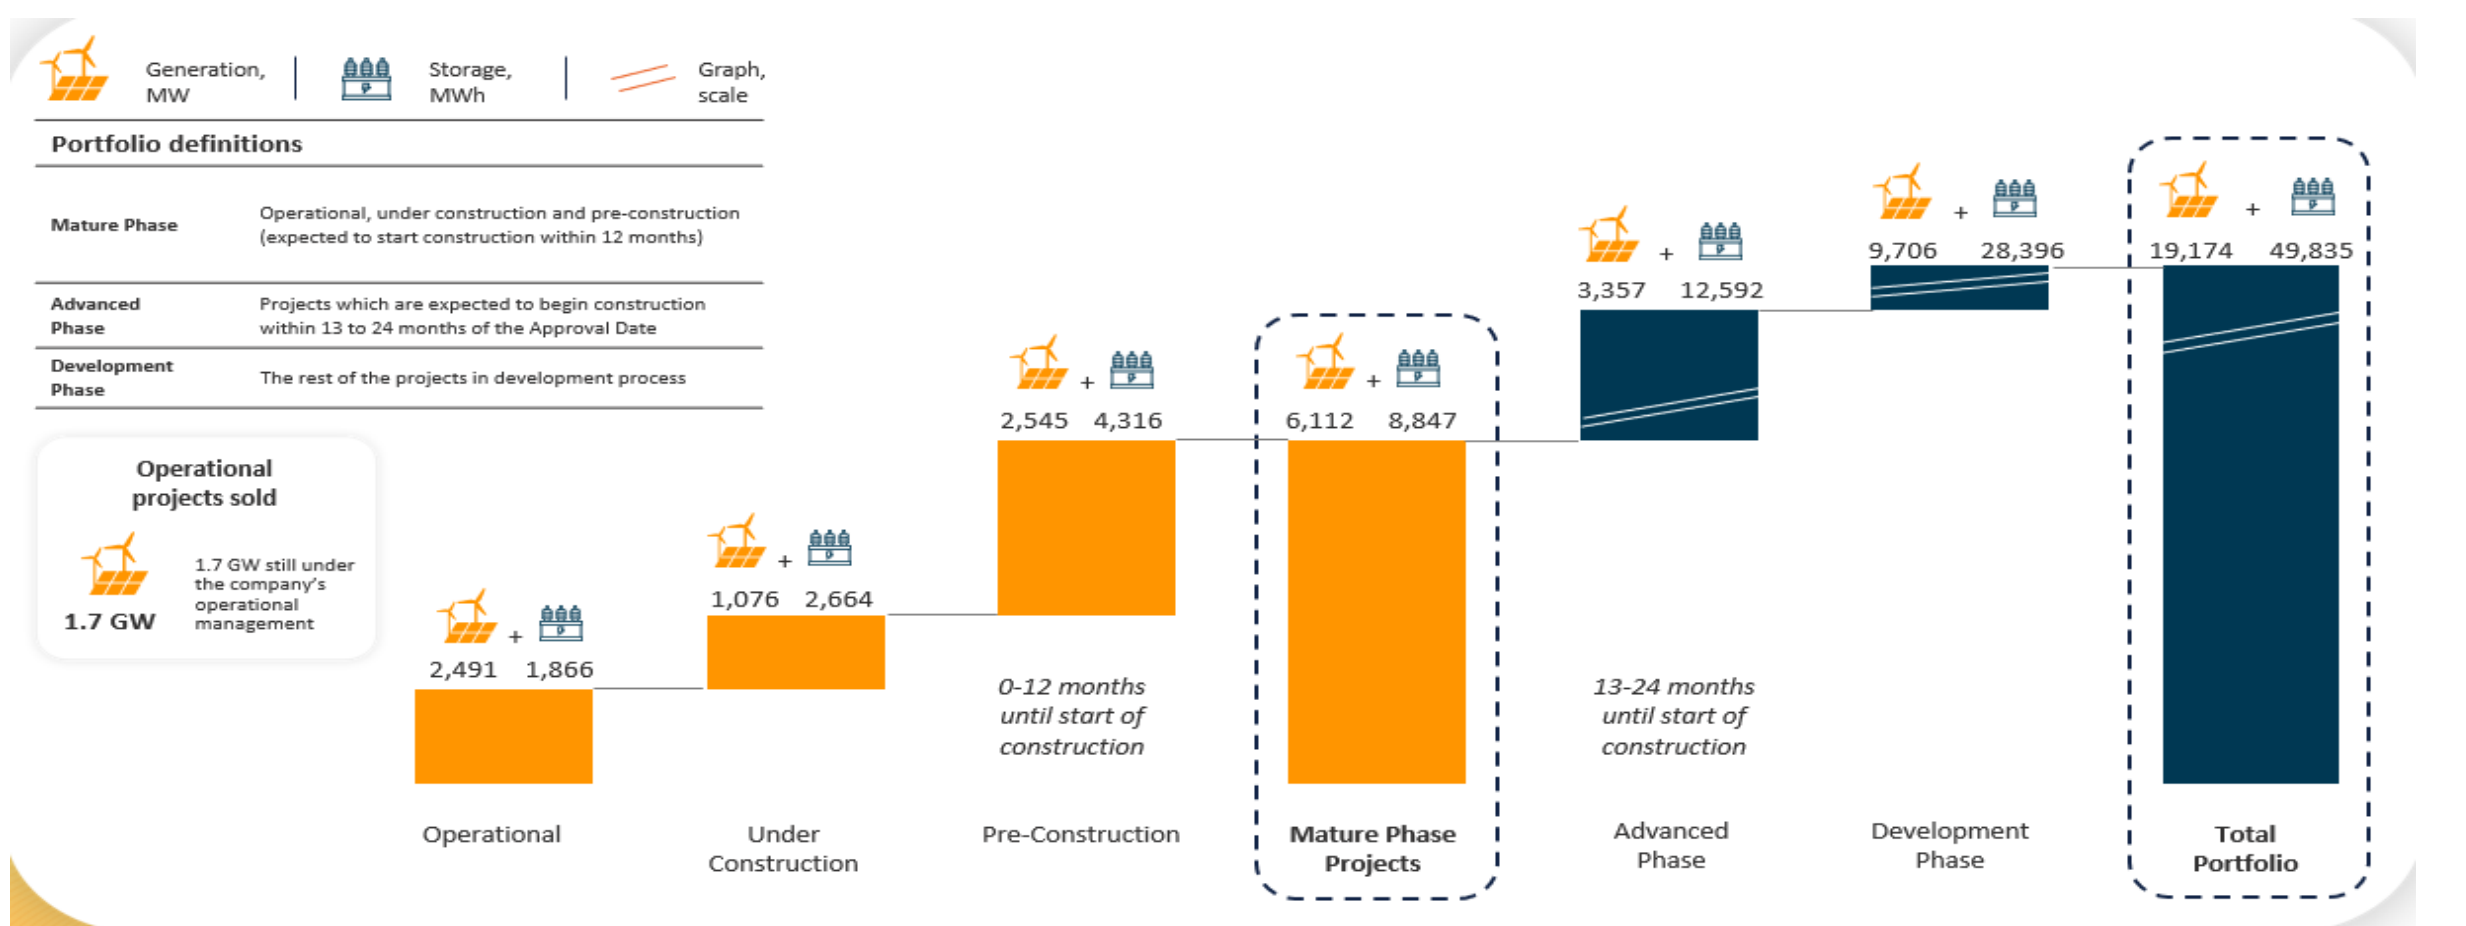 Generation,
MW
Storage,
MWh
Graph,
scale
Portfolio definitions
Mature Phase
Operational, under construction and pre-construction
(expected to start construction within 12 months)
Advanced
Phase
Projects which are expected to begin construction
within 13 to 24 months of the Approval Date
Development
Phase
The rest of the projects in development process
Operational
projects sold
1.7 GW
1.7 GW still under
the company's
operational
management
+
2,491 1,866
Operational
+
1,076 2,664
Under
Construction
+
2,545 4,316
0-12 months
until start of
construction
Pre-Construction
+
6,112 8,847
Mature Phase
Projects
+
3,357 12,592
13-24 months
until start of
construction
Advanced
Phase
+
9,706 28,396
Development
Phase
+
19,174 49,835
Total
Portfolio